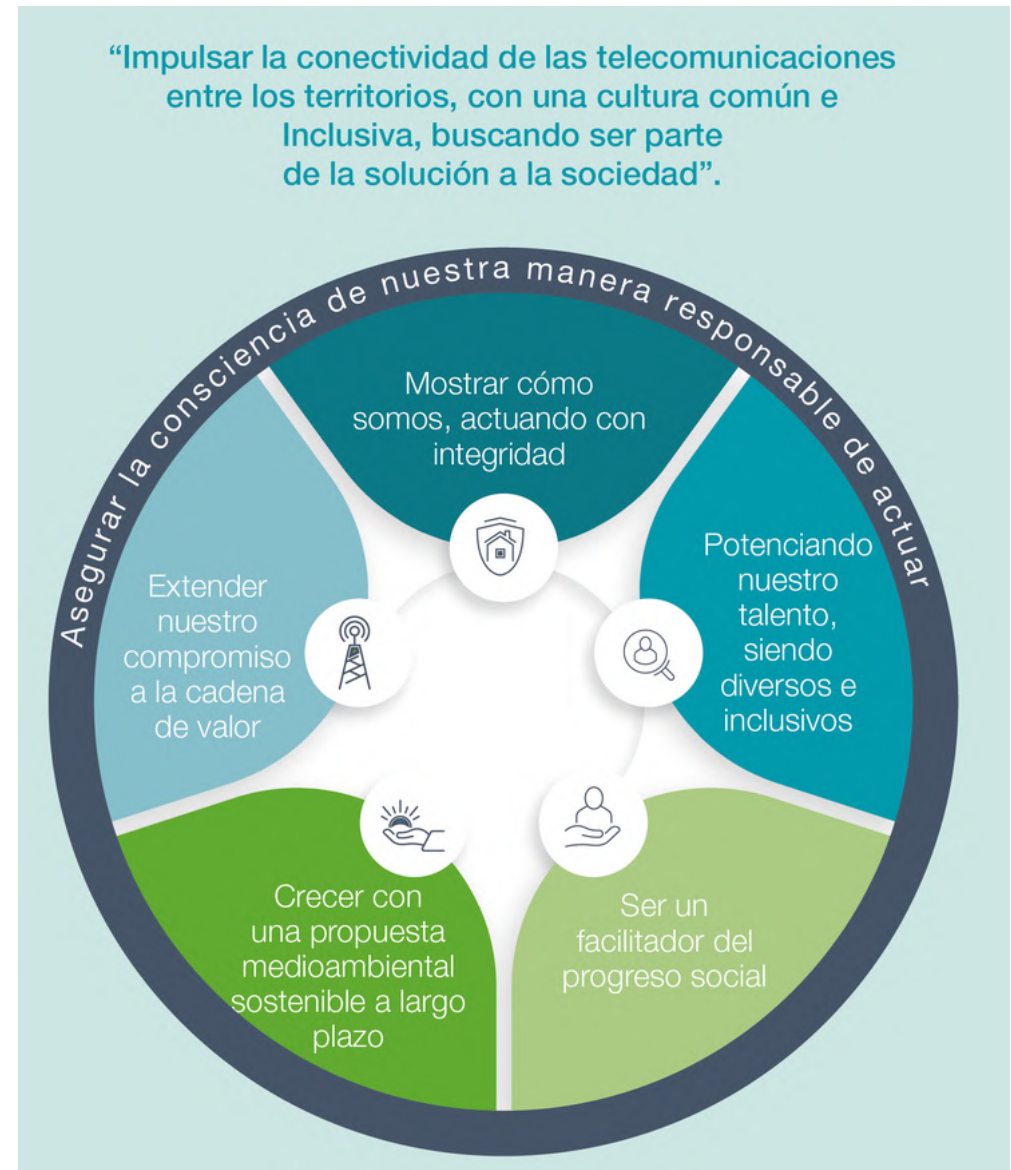 “Impulsar la conectividad de las telecomunicaciones
entre los territorios, con una cultura común e
Inclusiva, buscando ser parte
de la solución a la sociedad”.
Asegurar la consciencia de nuestra manera responsable de actuar
Mostrar cómo
somos, actuando con
integridad
Potenciando
nuestro
talento,
siendo
diversos e
inclusivos
Ser un
facilitador del
progreso social
Crecer con
una propuesta
medioambiental
sostenible a largo
plazo
Extender
nuestro
compromiso
a la cadena
de valor